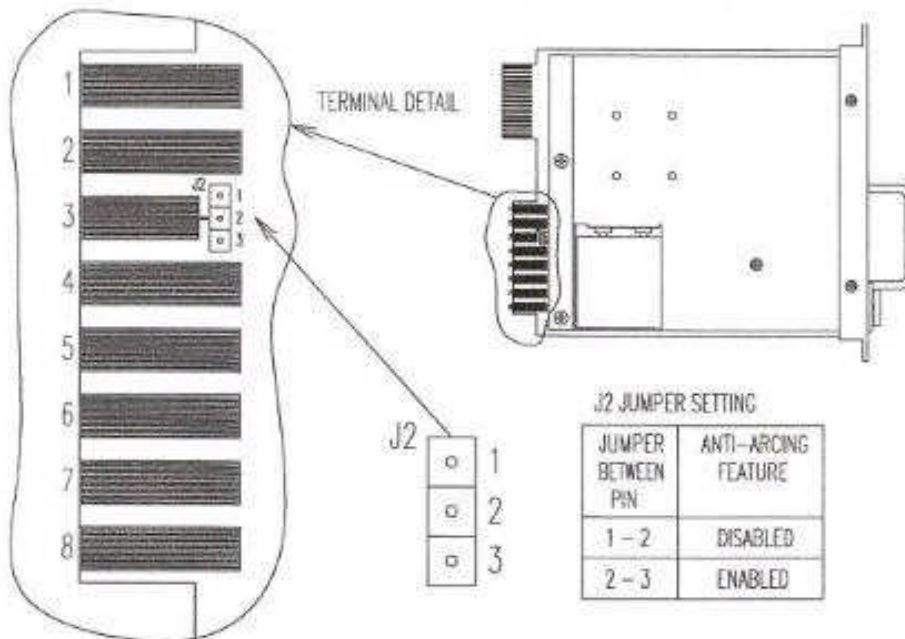 1
2
3
4
5
6
7
8
J2
1
2
3
TERMINAL DETAIL
J2
1
2
3
J2 JUMPER SETTING
JUMPER BETWEEN PIN
ANTI-ARCING FEATURE
1 - 2
DISABLED
2 - 3
ENABLED